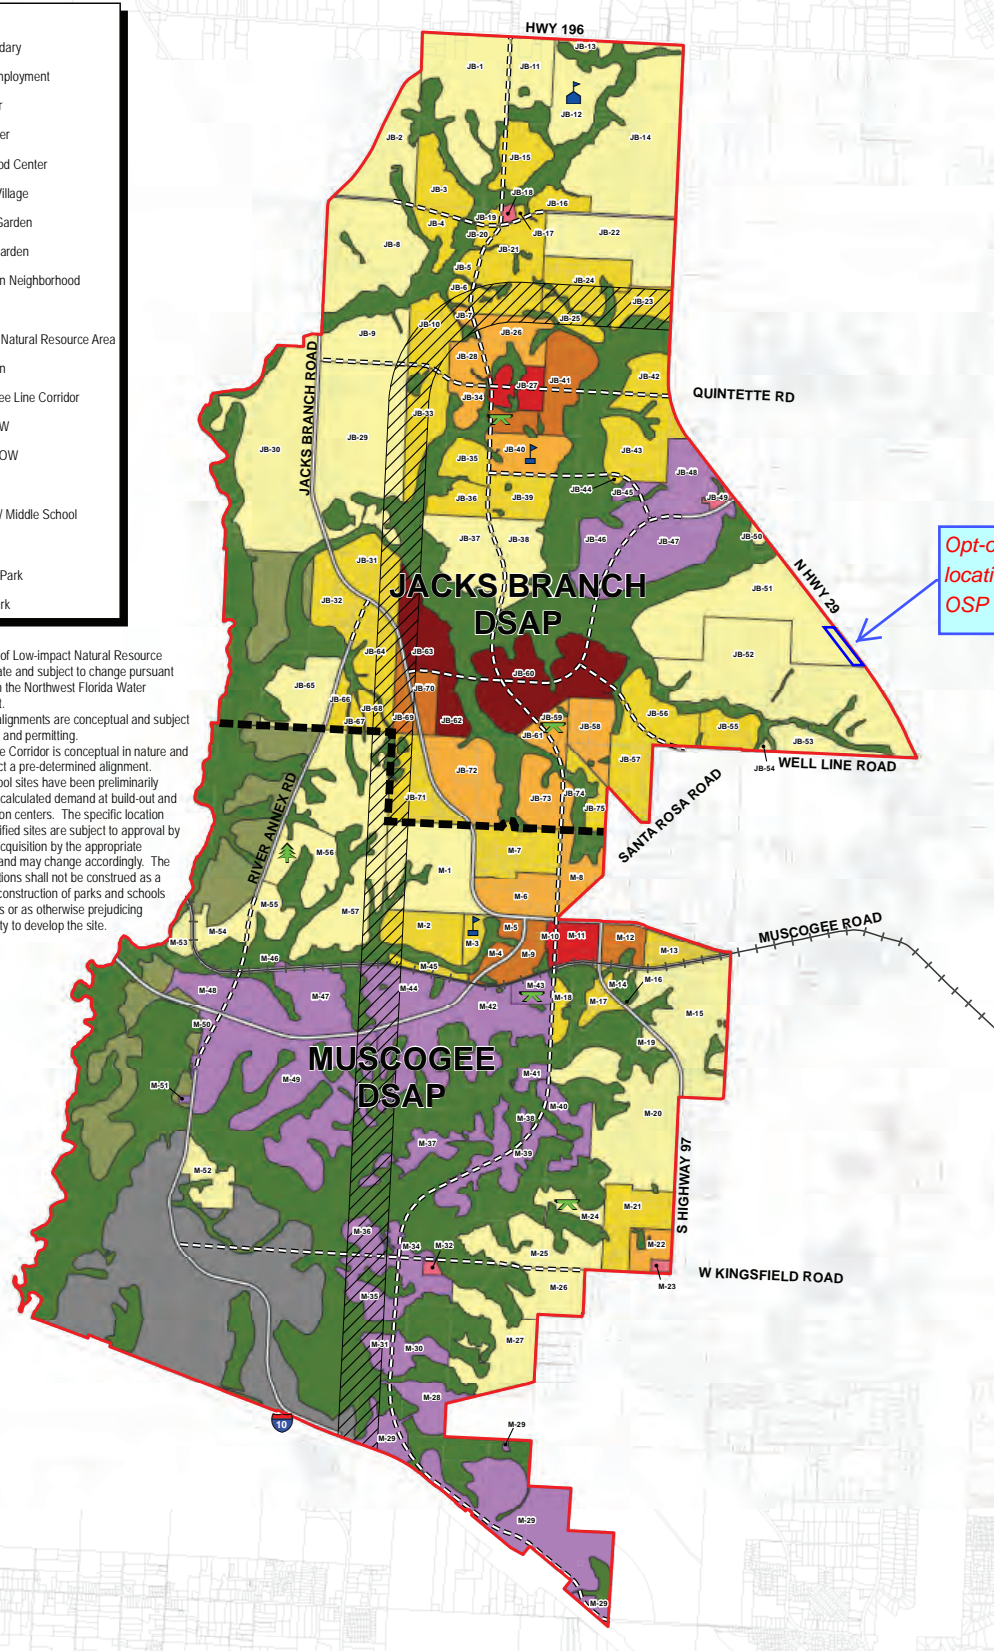 HWY 196
dary
nployment
r
er
od Center
Village
Garden
arden
n Neighborhood
Natural Resource Area
n
ee Line Corridor
W
OW
/ Middle School
Park
rk
of Low-impact Natural Resource
ate and subject to change pursuant
n the Northwest Florida Water
t.
alignments are conceptual and subject
and permitting.
e Corridor is conceptual in nature and
ct a pre-determined alignment.
ool sites have been preliminarily
calculated demand at build-out and
on centers. The specific location
ified sites are subject to approval by
acquisition by the appropriate
and may change accordingly. The
tions shall not be construed as a
construction of parks and schools
s or as otherwise prejudicing
ty to develop the site.
JB-13
JB-1
JB-11
JB-12
JB-2
JB-14
JB-15
JB-3
JB-18
JB-16
JB-19
JB-4
JB-20
JB-17
JB-22
JB-8
JB-21
JB-5
JB-24
JB-6
JB-23
JB-7
JB-25
JB-10
JB-9
JB-26
JB-28
JB-42
JB-41
JB-27
JB-34
QUINTETTE RD
JACKS BRANCH ROAD
JB-33
JB-29
JB-30
JB-40
JB-43
JB-35
JB-48
JB-44
JB-45
JB-49
JB-36
JB-39
JB-37
JB-38
JB-46
JB-47
JB-50
Opt-o
locati
OSP
N HWY 29
JB-31
JACKS BRANCH
DSAP
JB-51
JB-32
JB-64
JB-63
JB-52
JB-60
JB-65
JB-70
JB-66
JB-68
JB-67
JB-69
JB-62
JB-59
JB-61
JB-58
JB-56
JB-55
JB-53
JB-54
WELL LINE ROAD
JB-57
JB-72
SANTA ROSA ROAD
RIVER ANNEX RD
JB-71
JB-73
JB-74
JB-75
M-56
M-7
M-1
M-8
M-6
M-55
M-57
M-2
M-5
M-3
M-10
M-11
M-12
M-54
M-53
MUSCOGEE ROAD
M-4
M-9
M-13
M-46
M-45
M-48
M-47
M-44
M-43
M-14
M-16
M-18
M-17
M-42
M-15
M-50
M-19
MUSCOGEE
DSAP
M-49
M-41
M-51
M-40
M-20
M-38
M-37
M-39
S HIGHWAY 97
M-52
M-21
M-24
M-36
M-34
M-32
M-25
M-22
M-23
W KINGSFIELD ROAD
M-26
M-35
M-31
M-30
M-27
M-28
10
M-29
M-29
M-29
M-29